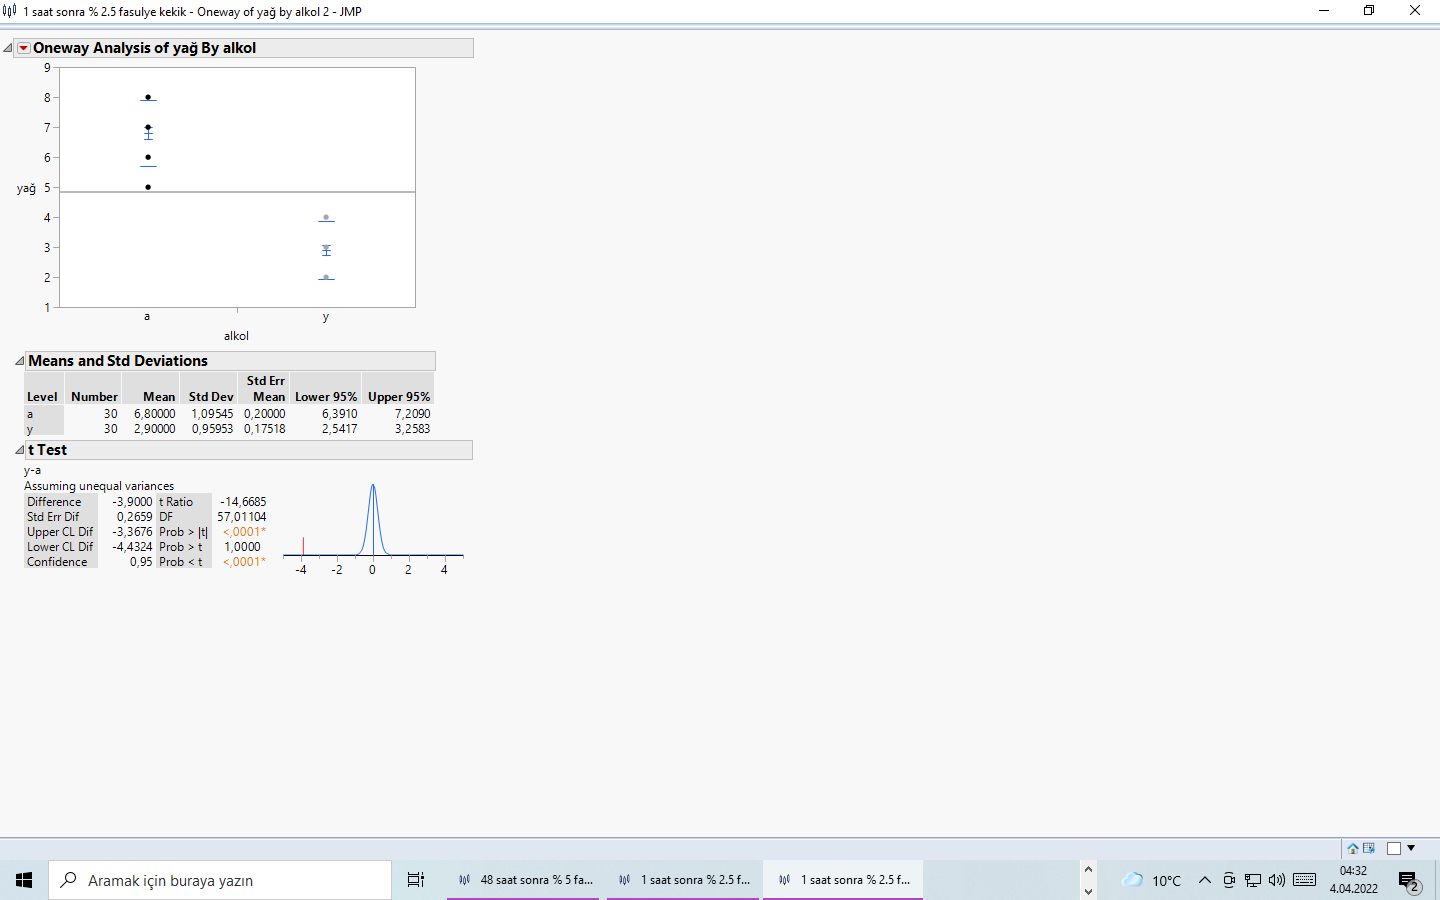 1 saat sonra % 2.5 fasulye kekik - Oneway of yağ by alkol 2 - JMP
Oneway Analysis of yağ By alkol
9
8
7
6
yağ 5
4
3
2
1
a y
alkol
Means and Std Deviations
Level Number Mean Std Dev Std Err Mean Lower 95% Upper 95%
a 30 6,80000 1,09545 0,20000 6,3910 7,2090
y 30 2,90000 0,95953 0,17518 2,5417 3,2583
t Test
y-a
Assuming unequal variances
Difference -3,9000 t Ratio -14,6685
Std Err Dif 0,2659 DF 57,01104
Upper CL Dif -3,3676 Prob > |t| <,0001*
Lower CL Dif -4,4324 Prob > t 1,0000
Confidence 0,95 Prob < t <,0001*
-4 -2 0 2 4
Aramak için buraya yazın
48 saat sonra % 5 fa...
1 saat sonra % 2.5 f...
1 saat sonra % 2.5 f...
10°C
04:32
4.04.2022
2